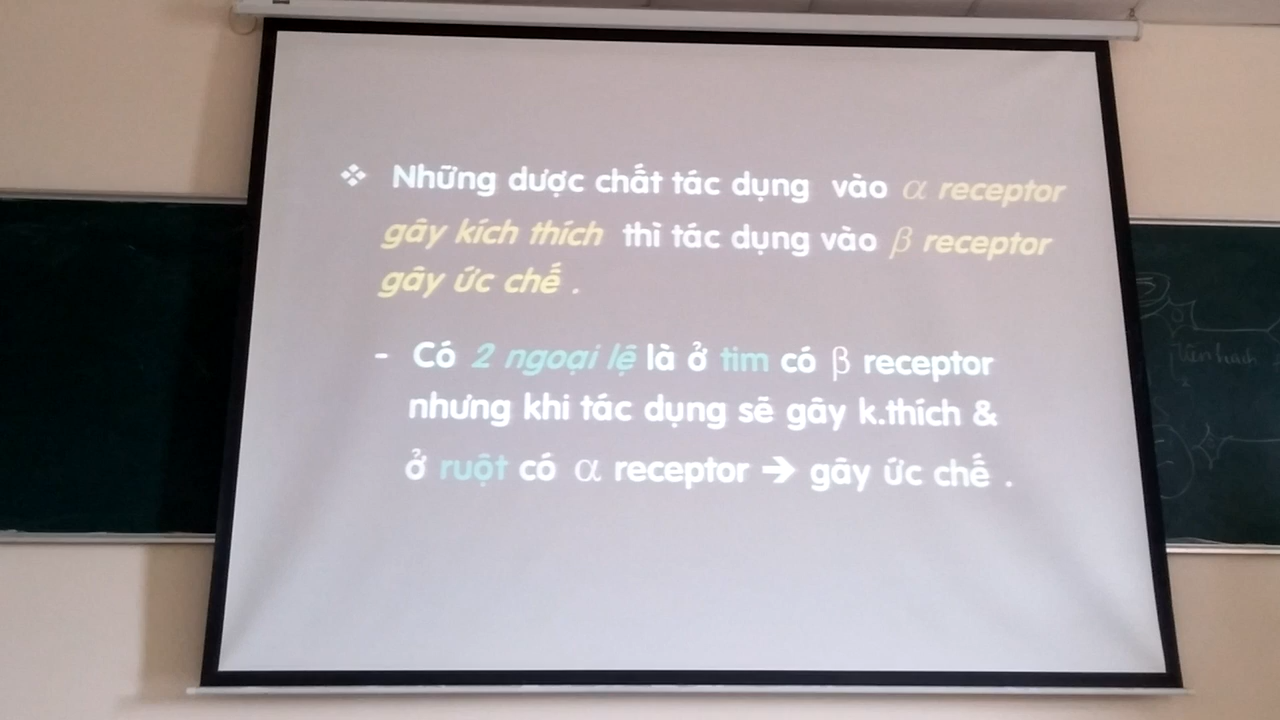 ❖ Những dược chất tác dụng vào α receptor
gây kích thích thì tác dụng vào β receptor
gây ức chế .
- Có 2 ngoại lệ là ở tim có β receptor
nhưng khi tác dụng sẽ gây k.thích &
ở ruột có α receptor ➔ gây ức chế .